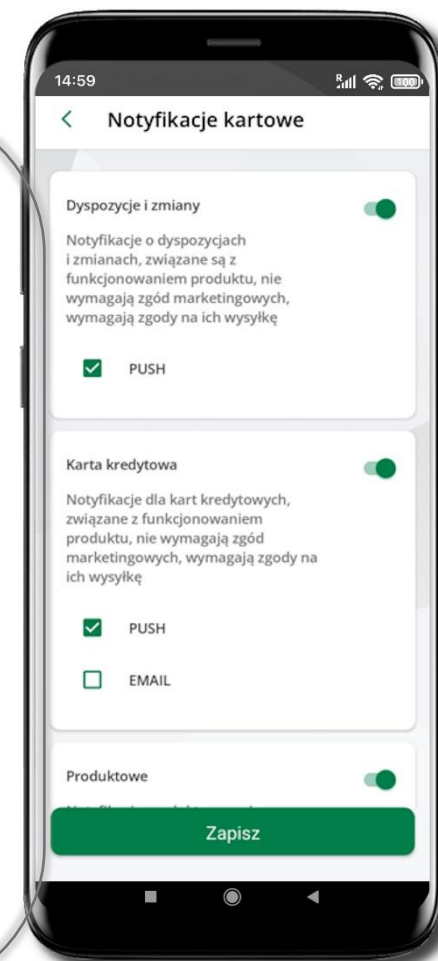 14:59
R
100
Notyfikacje kartowe
Dyspozycje i zmiany
Notyfikacje o dyspozycjach
i zmianach, związane są z
funkcjonowaniem produktu, nie
wymagają zgód marketingowych,
wymagają zgody na ich wysyłkę
PUSH
Karta kredytowa
Notyfikacje dla kart kredytowych,
związane z funkcjonowaniem
produktu, nie wymagają zgód
marketingowych, wymagają zgody na
ich wysyłkę
PUSH
EMAIL
Produktowe
Zapisz